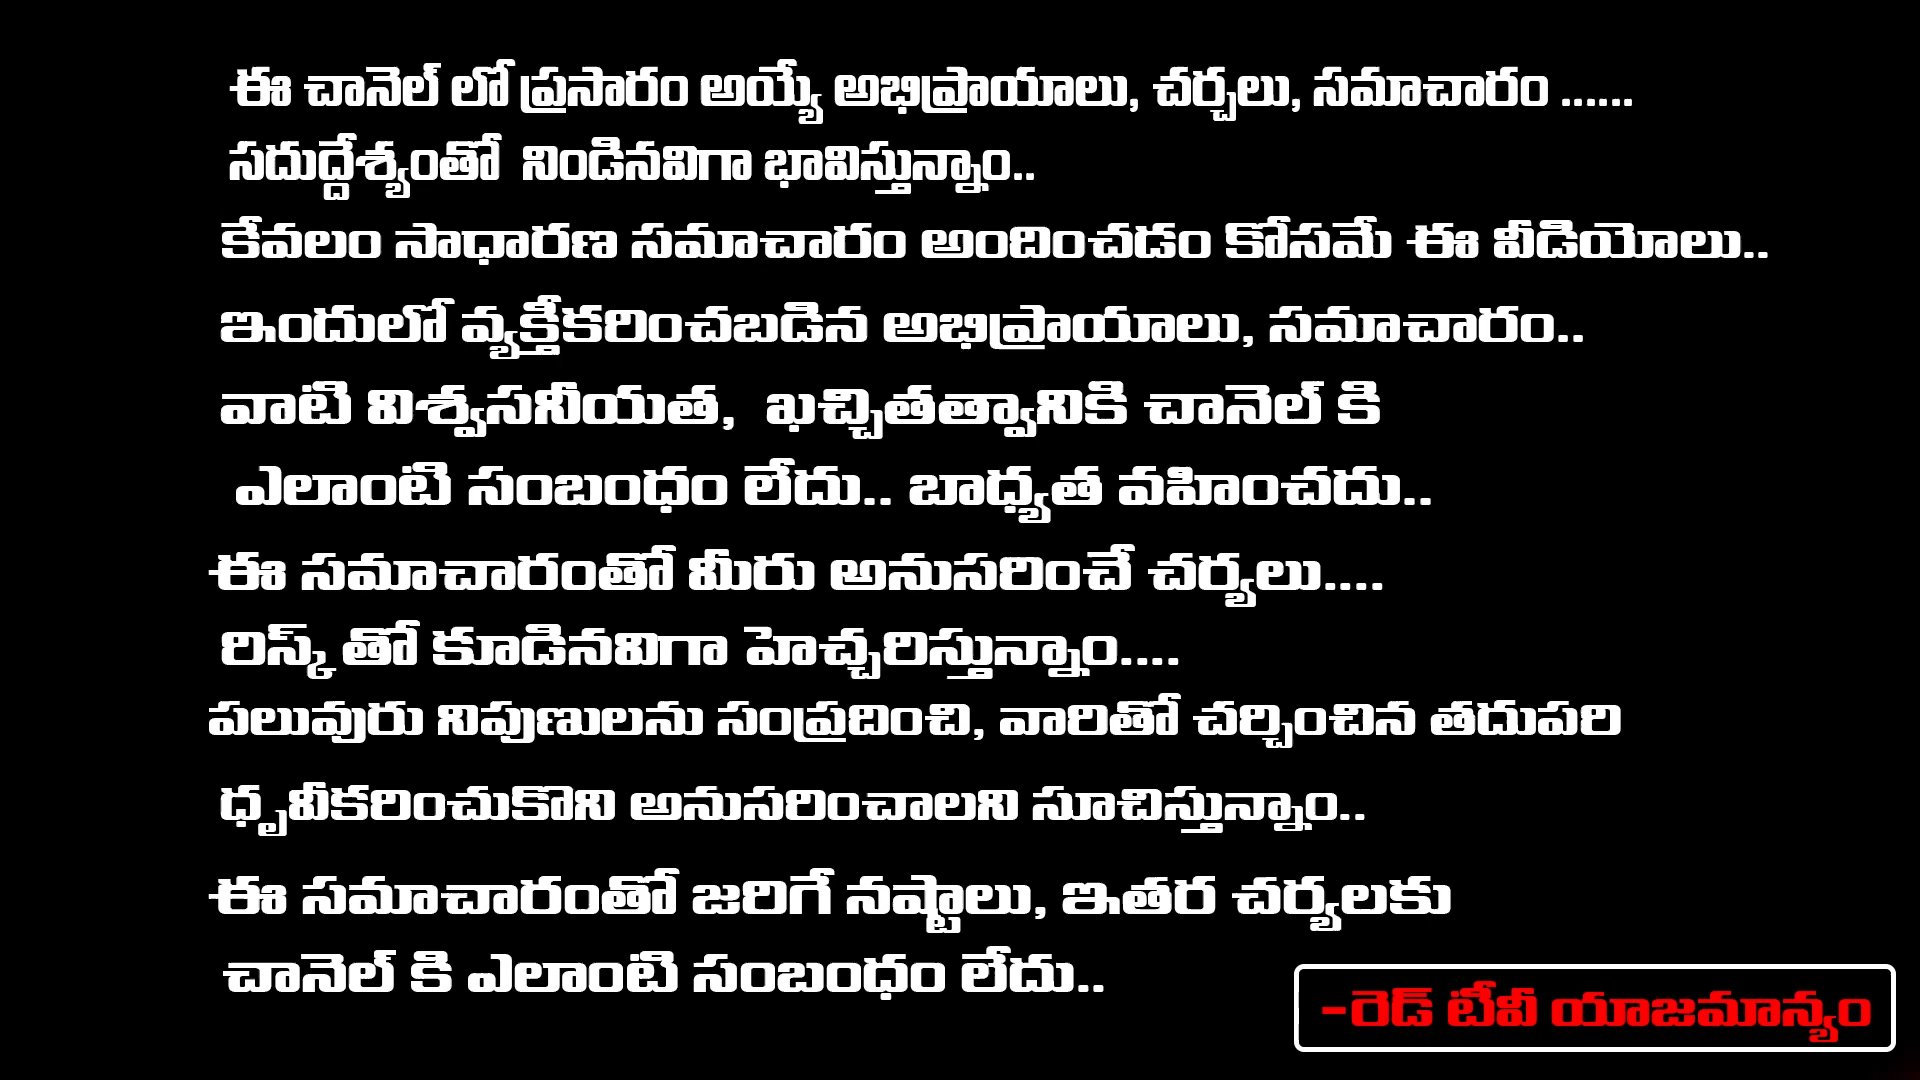 ఈ చానెల్ లో ప్రసారం అయ్యే అభిప్రాయాలు, చర్చలు, సమాచారం ......
సదుద్దేశ్యంతో నిండినవిగా భావిస్తున్నాం..
కేవలం సాధారణ సమాచారం అందించడం కోసమే ఈ వీడియోలు..
ఇందులో వ్యక్తీకరించబడిన అభిప్రాయాలు, సమాచారం..
వాటి విశ్వసనీయత, ఖచ్చితత్వానికి చానెల్ కి
ఎలాంటి సంబంధం లేదు.. బాధ్యత వహించదు..
ఈ సమాచారంతో మీరు అనుసరించే చర్యలు....
రిస్క్ తో కూడినవిగా హెచ్చరిస్తున్నాం....
పలువురు నిపుణులను సంప్రదించి, వారితో చర్చించిన తదుపరి
ధృవీకరించుకొని అనుసరించాలని సూచిస్తున్నాం..
ఈ సమాచారంతో జరిగే నష్టాలు, ఇతర చర్యలకు
చానెల్ కి ఎలాంటి సంబంధం లేదు..
-రెడ్ టీవీ యాజమాన్యం